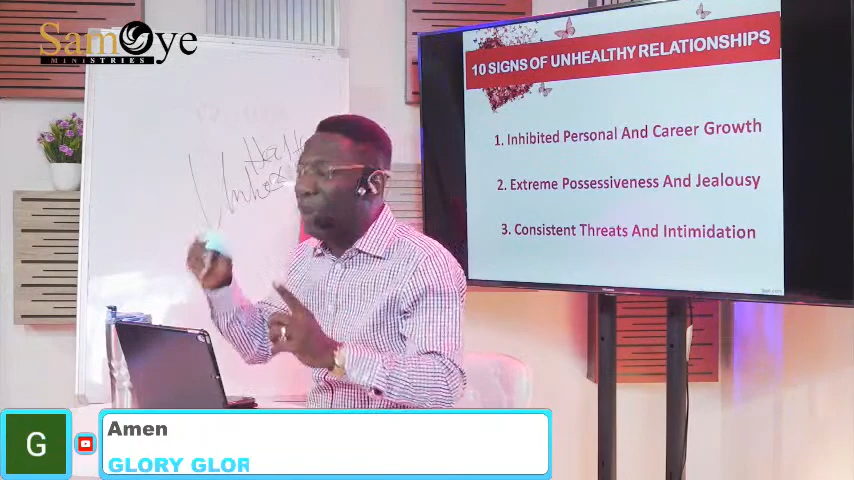 SamOye
MINISTRIES
10 SIGNS OF UNHEALTHY RELATIONSHIPS
1. Inhibited Personal And Career Growth
2. Extreme Possessiveness And Jealousy
3. Consistent Threats And Intimidation
G
Amen
GLORY GLOR